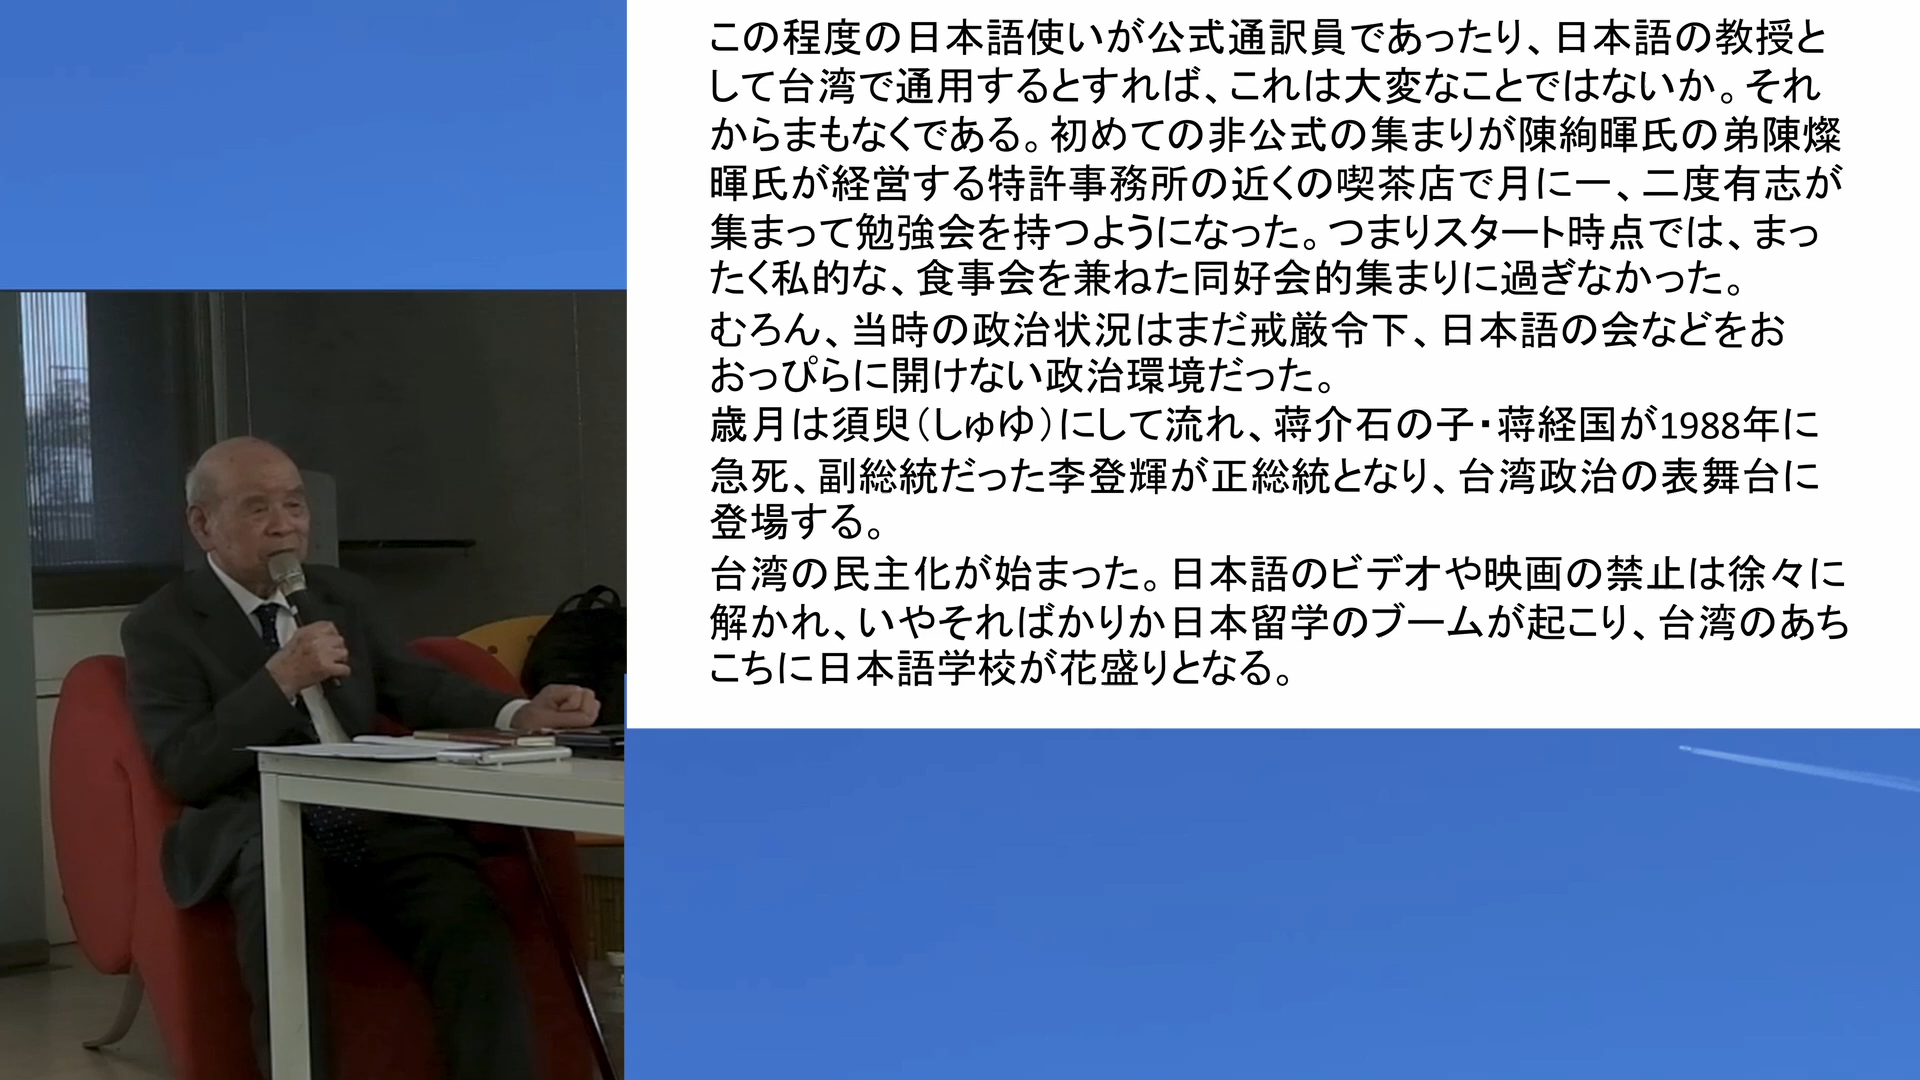 この程度の日本語使いが公式通訳員であったり、日本語の教授と
して台湾で通用するとすれば、これは大変なことではないか。それ
からまもなくである。初めての非公式の集まりが陳絢暉氏の弟陳燦
暉氏が経営する特許事務所の近くの喫茶店で月に一、二度有志が
集まって勉強会を持つようになった。つまりスタート時点では、まっ
たく私的な、食事会を兼ねた同好会的集まりに過ぎなかった。
むろん、当時の政治状況はまだ戒厳令下、日本語の会などをお
おっぴらに開けない政治環境だった。
歳月は須臾（しゅゆ）にして流れ、蒋介石の子・蒋経国が1988年に
急死、副総統だった李登輝が正総統となり、台湾政治の表舞台に
登場する。
台湾の民主化が始まった。日本語のビデオや映画の禁止は徐々に
解かれ、いやそればかりか日本留学のブームが起こり、台湾のあち
こちに日本語学校が花盛りとなる。